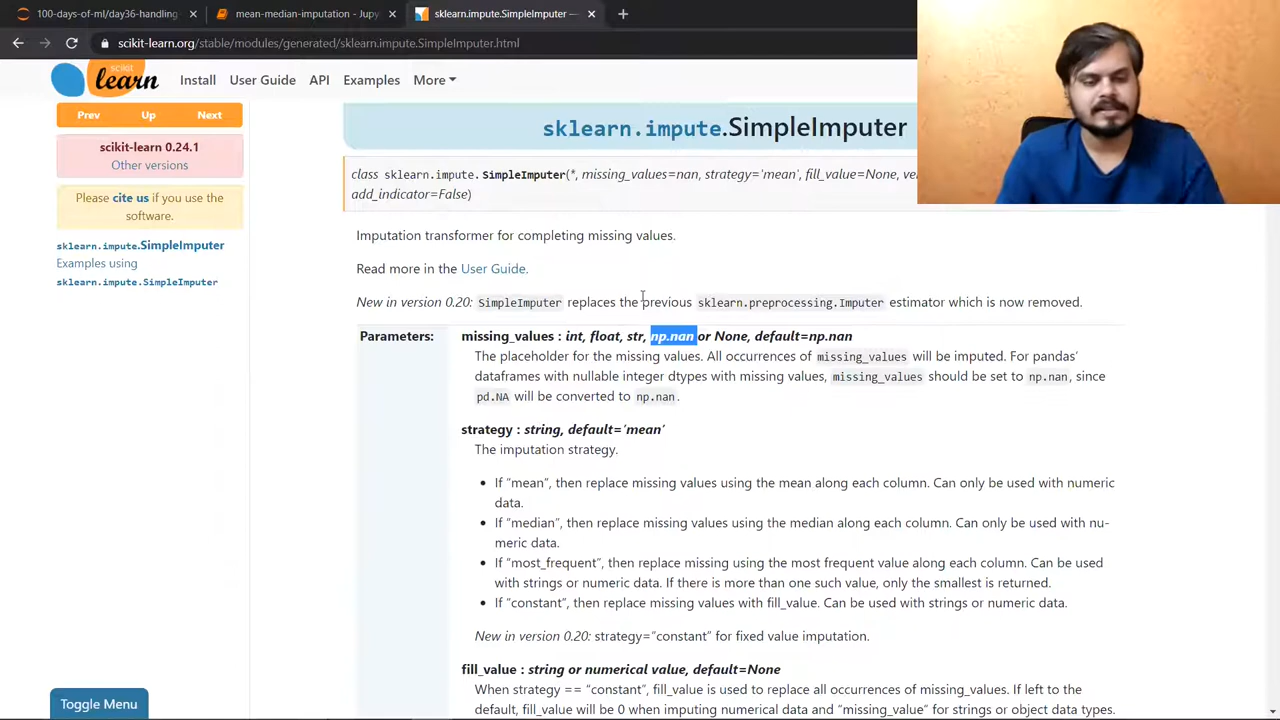 100-days-of-ml/day36-handling
mean-median-imputation - Jupy
sklearn.impute.SimpleImputer —
scikit-learn.org/stable/modules/generated/sklearn.impute.SimpleImputer.html
scikit
learn
Install
User Guide
API
Examples
More
Prev
Up
Next
scikit-learn 0.24.1
Other versions
Please cite us if you use the
software.
sklearn.impute.SimpleImputer
Examples using
sklearn.impute.SimpleImputer
sklearn.impute.SimpleImputer
class sklearn.impute.SimpleImputer(*, missing_values=nan, strategy='mean', fill_value=None, ve
add_indicator=False)
Imputation transformer for completing missing values.
Read more in the User Guide.
New in version 0.20: SimpleImputer replaces the previous sklearn.preprocessing.Imputer estimator which is now removed.
Parameters:
missing_values : int, float, str, np.nan or None, default=np.nan
The placeholder for the missing values. All occurrences of missing_values will be imputed. For pandas'
dataframes with nullable integer dtypes with missing values, missing_values should be set to np.nan, since
pd.NA will be converted to np.nan.
strategy : string, default='mean'
The imputation strategy.
• If "mean", then replace missing values using the mean along each column. Can only be used with numeric
data.
• If "median", then replace missing values using the median along each column. Can only be used with nu-
meric data.
• If "most_frequent", then replace missing using the most frequent value along each column. Can be used
with strings or numeric data. If there is more than one such value, only the smallest is returned.
• If "constant", then replace missing values with fill_value. Can be used with strings or numeric data.
New in version 0.20: strategy="constant" for fixed value imputation.
fill_value : string or numerical value, default=None
When strategy == "constant", fill_value is used to replace all occurrences of missing_values. If left to the
default, fill_value will be 0 when imputing numerical data and "missing_value" for strings or object data types.
Toggle Menu